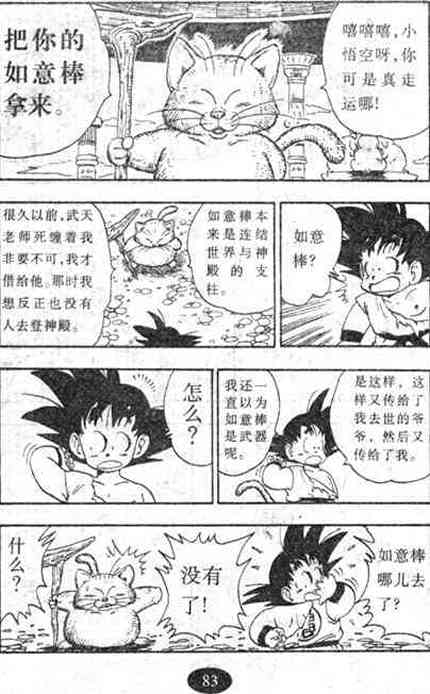 嘻嘻嘻,小
悟空呀,你
可是真走
运哪!
把你的
如意棒
拿来。
如意
棒?
如意棒本
来是连结
世界与神
殿的支
柱。
很久以前,武天
老师死缠着我
非要不可,我才
借给他。那时我
想反正也没有
人去登神殿。
是这样,这
样又传给了
我去世的爷
爷,然后又
传给了我。
我还一
直以为
如意棒
是武器
呢。
怎么?
如意棒
哪儿去
了?
没有
了!
什么?
83